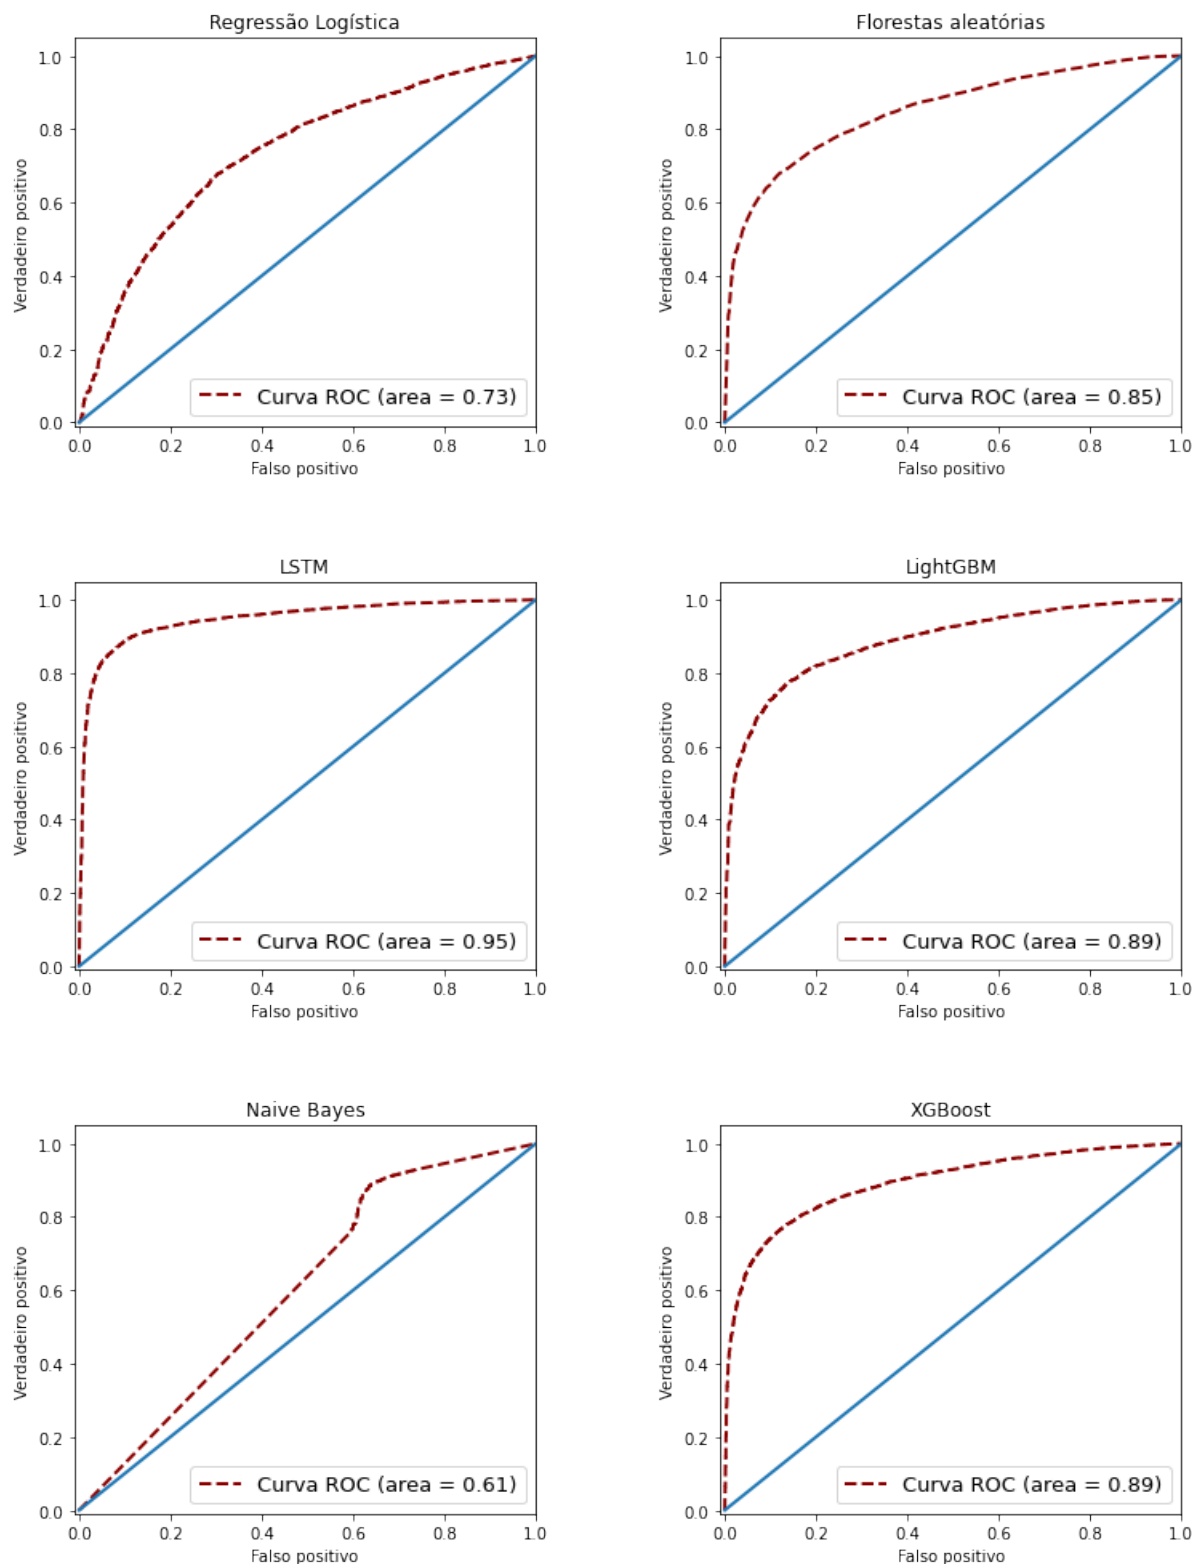 Regressão Logística
1.0
0.8
0.6
0.4
0.2
0.0
Verdadeiro positivo
Curva ROC (area = 0.73)
0.0 0.2 0.4 0.6 0.8 1.0
Falso positivo
Florestas aleatórias
1.0
0.8
0.6
0.4
0.2
0.0
Verdadeiro positivo
Curva ROC (area = 0.85)
0.0 0.2 0.4 0.6 0.8 1.0
Falso positivo
LSTM
1.0
0.8
0.6
0.4
0.2
0.0
Verdadeiro positivo
Curva ROC (area = 0.95)
0.0 0.2 0.4 0.6 0.8 1.0
Falso positivo
LightGBM
1.0
0.8
0.6
0.4
0.2
0.0
Verdadeiro positivo
Curva ROC (area = 0.89)
0.0 0.2 0.4 0.6 0.8 1.0
Falso positivo
Naive Bayes
1.0
0.8
0.6
0.4
0.2
0.0
Verdadeiro positivo
Curva ROC (area = 0.61)
0.0 0.2 0.4 0.6 0.8 1.0
Falso positivo
XGBoost
1.0
0.8
0.6
0.4
0.2
0.0
Verdadeiro positivo
Curva ROC (area = 0.89)
0.0 0.2 0.4 0.6 0.8 1.0
Falso positivo